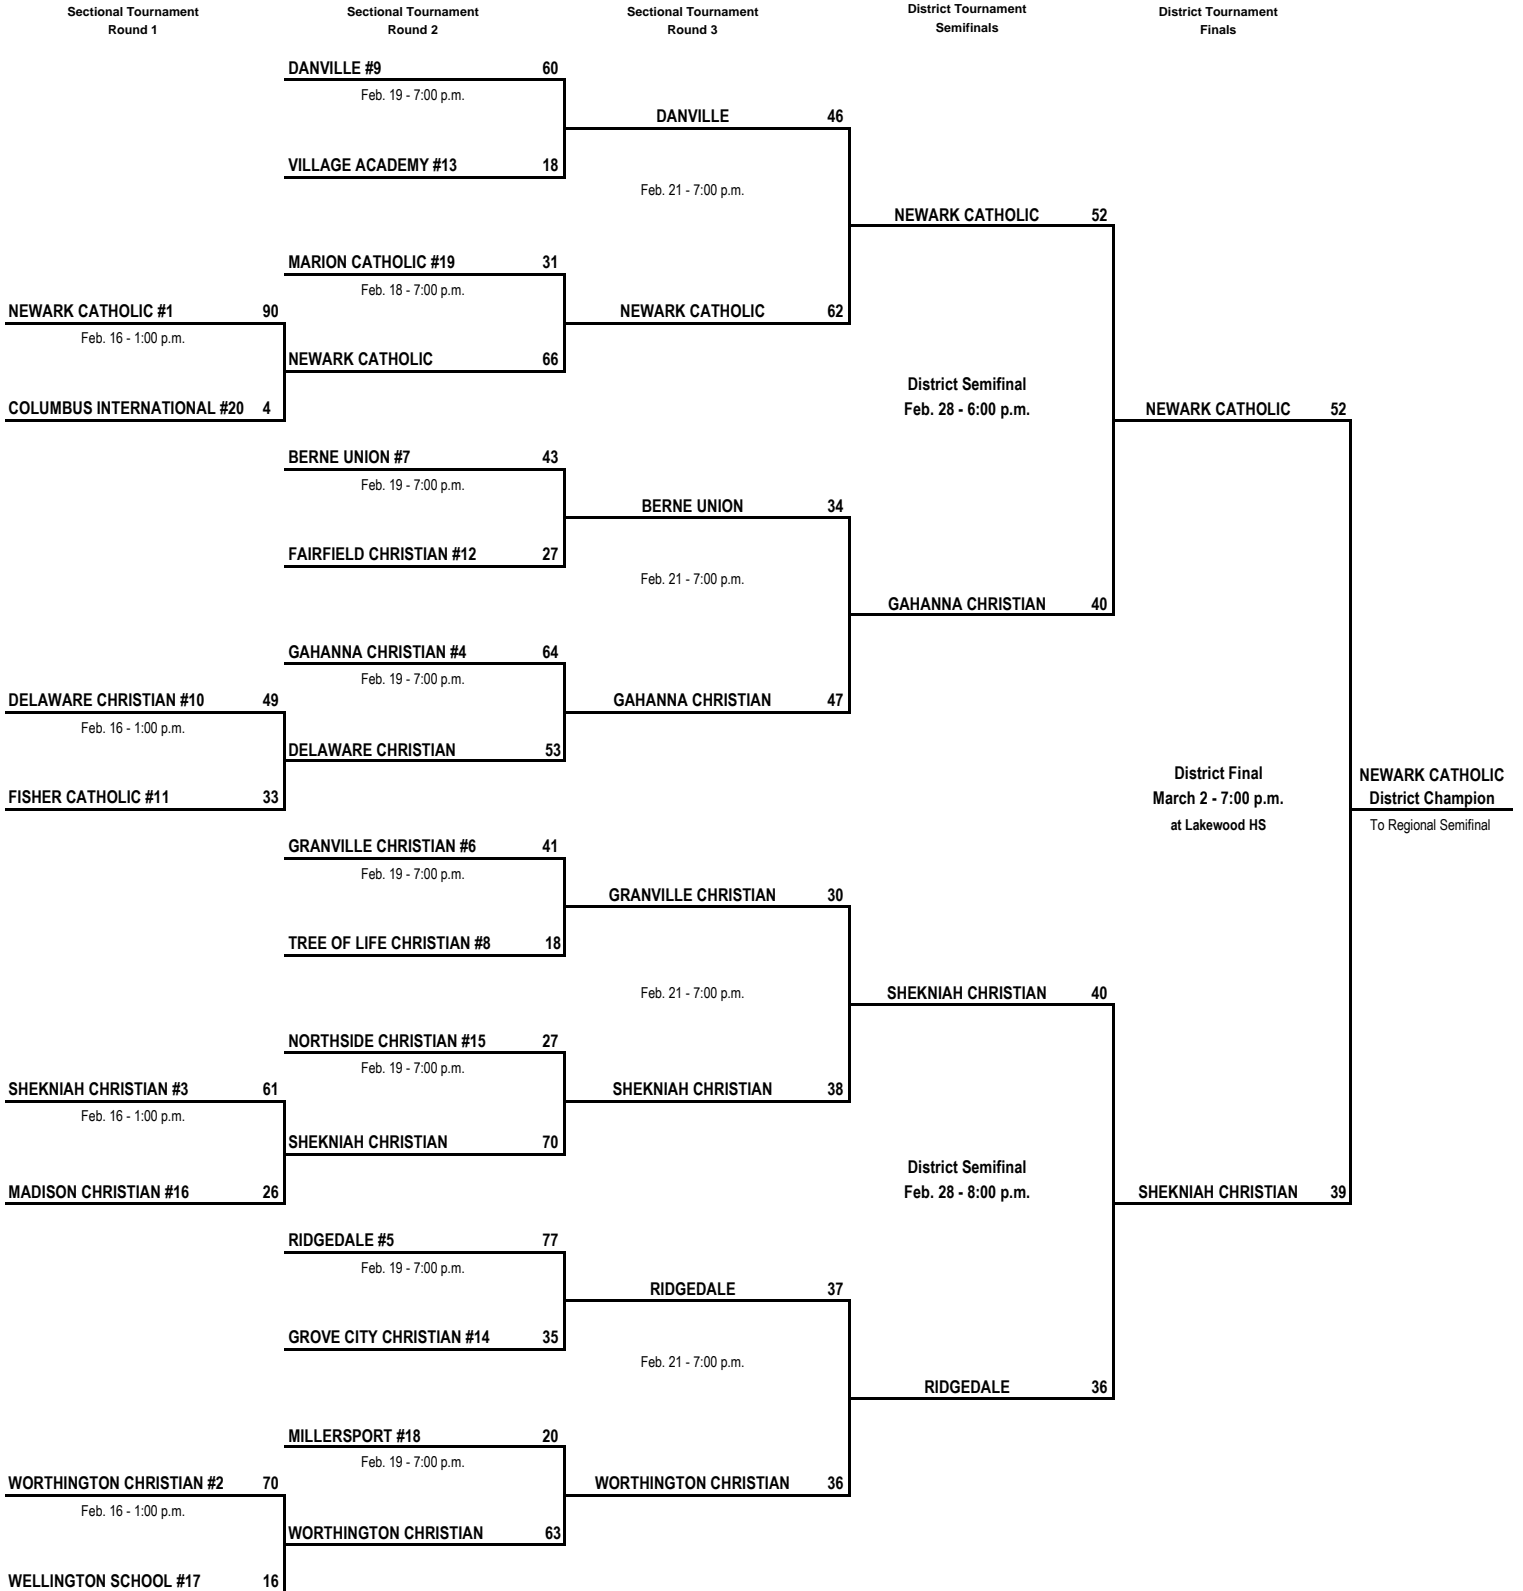 Sectional Tournament
Round 1
Sectional Tournament
Round 2
Sectional Tournament
Round 3
District Tournament
Semifinals
District Tournament
Finals
DANVILLE #9 60
Feb. 19 - 7:00 p.m.
DANVILLE 46
VILLAGE ACADEMY #13 18
Feb. 21 - 7:00 p.m.
NEWARK CATHOLIC 52
MARION CATHOLIC #19 31
Feb. 18 - 7:00 p.m.
NEWARK CATHOLIC #1 90
NEWARK CATHOLIC 62
Feb. 16 - 1:00 p.m.
NEWARK CATHOLIC 66
District Semifinal
Feb. 28 - 6:00 p.m.
COLUMBUS INTERNATIONAL #20 4
NEWARK CATHOLIC 52
BERNE UNION #7 43
Feb. 19 - 7:00 p.m.
BERNE UNION 34
FAIRFIELD CHRISTIAN #12 27
Feb. 21 - 7:00 p.m.
GAHANNA CHRISTIAN 40
GAHANNA CHRISTIAN #4 64
Feb. 19 - 7:00 p.m.
DELAWARE CHRISTIAN #10 49
GAHANNA CHRISTIAN 47
Feb. 16 - 1:00 p.m.
DELAWARE CHRISTIAN 53
FISHER CATHOLIC #11 33
District Final
March 2 - 7:00 p.m.
at Lakewood HS
NEWARK CATHOLIC
District Champion
To Regional Semifinal
GRANVILLE CHRISTIAN #6 41
Feb. 19 - 7:00 p.m.
GRANVILLE CHRISTIAN 30
TREE OF LIFE CHRISTIAN #8 18
Feb. 21 - 7:00 p.m.
SHEKNIAH CHRISTIAN 40
NORTHSIDE CHRISTIAN #15 27
Feb. 19 - 7:00 p.m.
SHEKNIAH CHRISTIAN #3 61
SHEKNIAH CHRISTIAN 38
Feb. 16 - 1:00 p.m.
SHEKNIAH CHRISTIAN 70
District Semifinal
Feb. 28 - 8:00 p.m.
MADISON CHRISTIAN #16 26
SHEKNIAH CHRISTIAN 39
RIDGEDALE #5 77
Feb. 19 - 7:00 p.m.
RIDGEDALE 37
GROVE CITY CHRISTIAN #14 35
Feb. 21 - 7:00 p.m.
RIDGEDALE 36
MILLERSPORT #18 20
Feb. 19 - 7:00 p.m.
WORTHINGTON CHRISTIAN #2 70
WORTHINGTON CHRISTIAN 36
Feb. 16 - 1:00 p.m.
WORTHINGTON CHRISTIAN 63
WELLINGTON SCHOOL #17 16